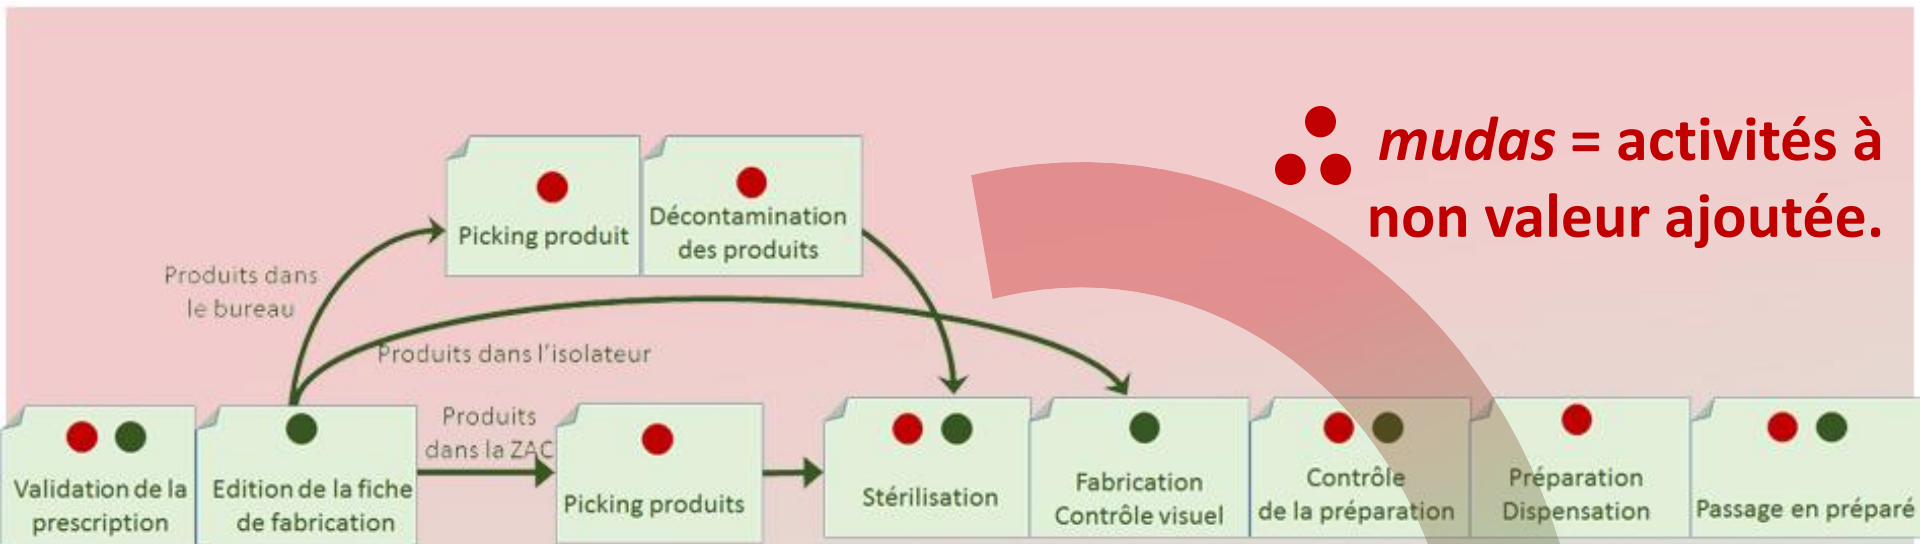 mudas = activités à
non valeur ajoutée.
Picking produit
Décontamination
des produits
Produits dans
le bureau
Produits dans l'isolateur
Produits
dans la ZAC
Validation de la
prescription
Edition de la fiche
de fabrication
Picking produits
Stérilisation
Fabrication
Contrôle visuel
Contrôle
de la préparation
Préparation
Dispensation
Passage en préparé